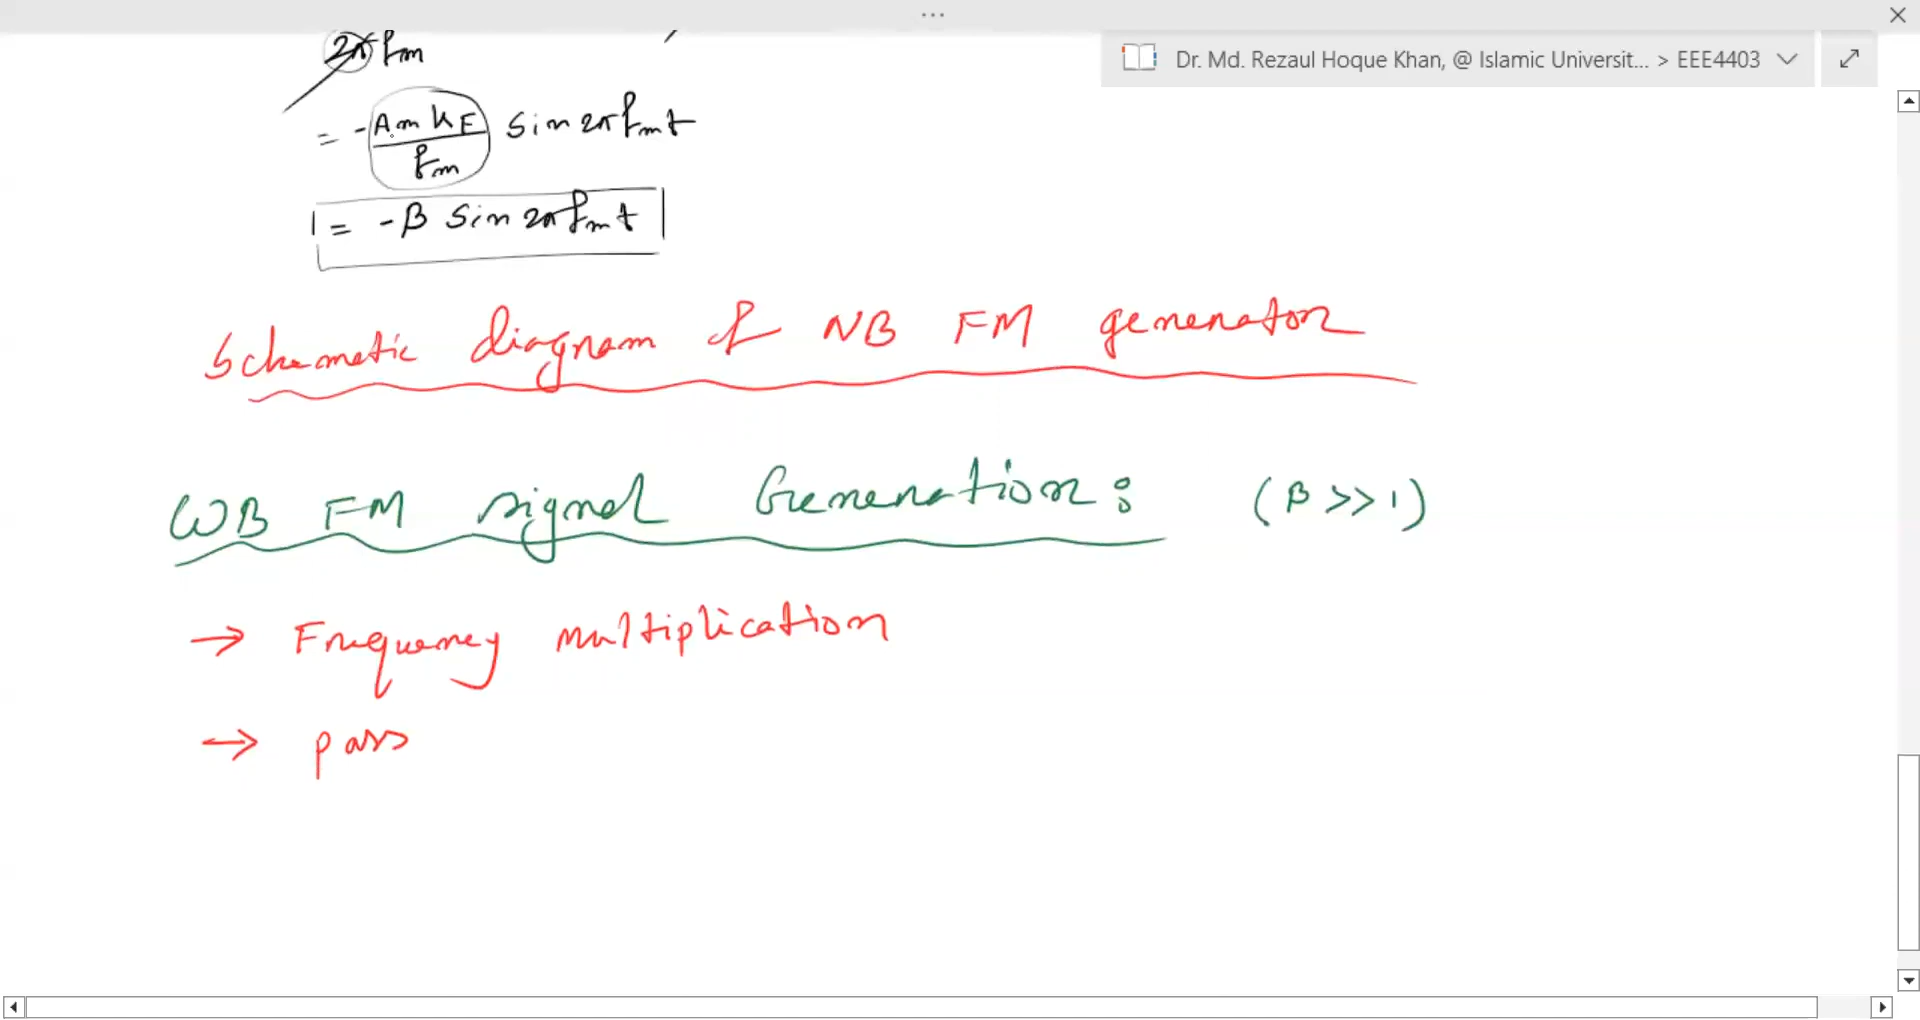 ...
Dr. Md. Rezaul Hoque Khan, @ Islamic Universit... > EEE4403
2π fm
= - Am kF / fm Sin 2π fm t
= -β Sin 2π fm t
Schematic diagram of NB FM generator
WB FM signal Generation: (β >> 1)
→ Frequency multiplication
→ pass